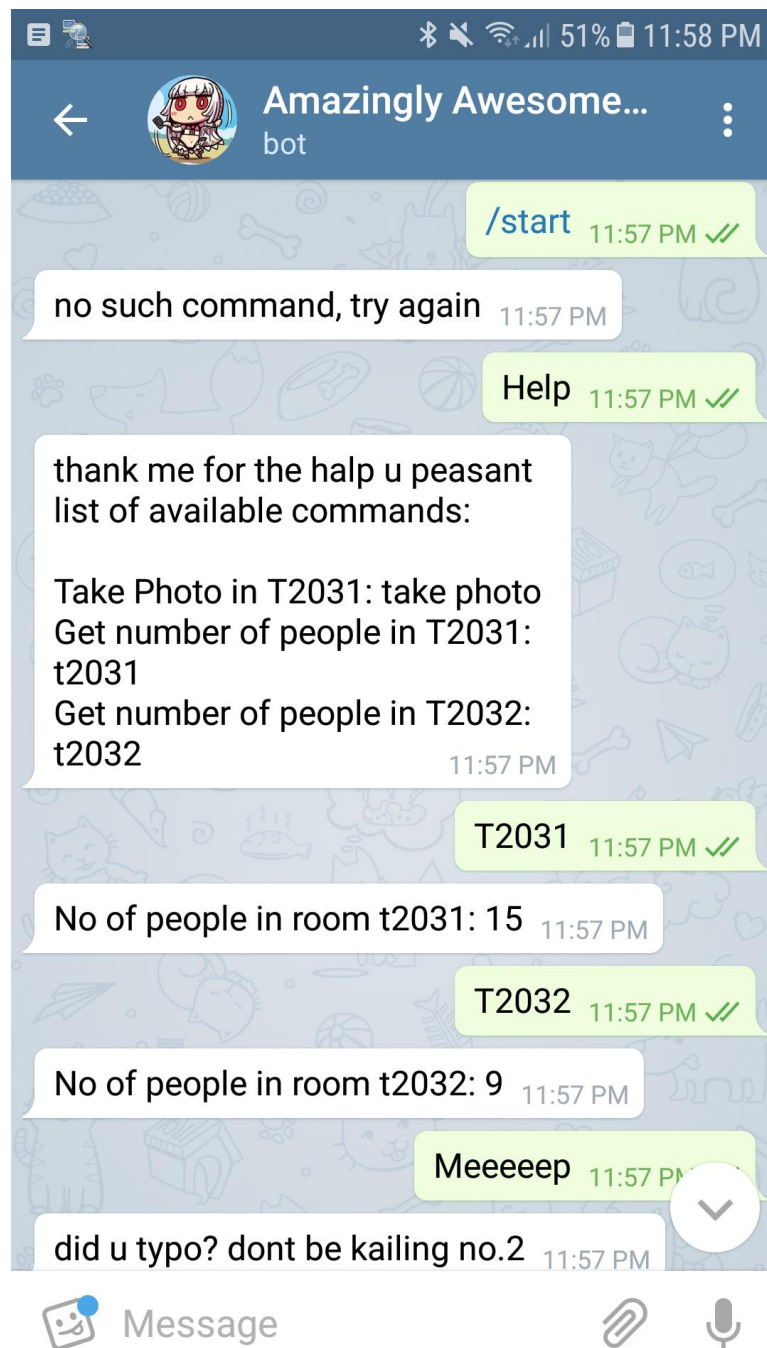 51% 11:58 PM
Amazingly Awesome...
bot
/start 11:57 PM
no such command, try again 11:57 PM
Help 11:57 PM
thank me for the halp u peasant
list of available commands:
Take Photo in T2031: take photo
Get number of people in T2031:
t2031
Get number of people in T2032:
t2032 11:57 PM
T2031 11:57 PM
No of people in room t2031: 15 11:57 PM
T2032 11:57 PM
No of people in room t2032: 9 11:57 PM
Meeeeep 11:57 PM
did u typo? dont be kailing no.2 11:57 PM
Message